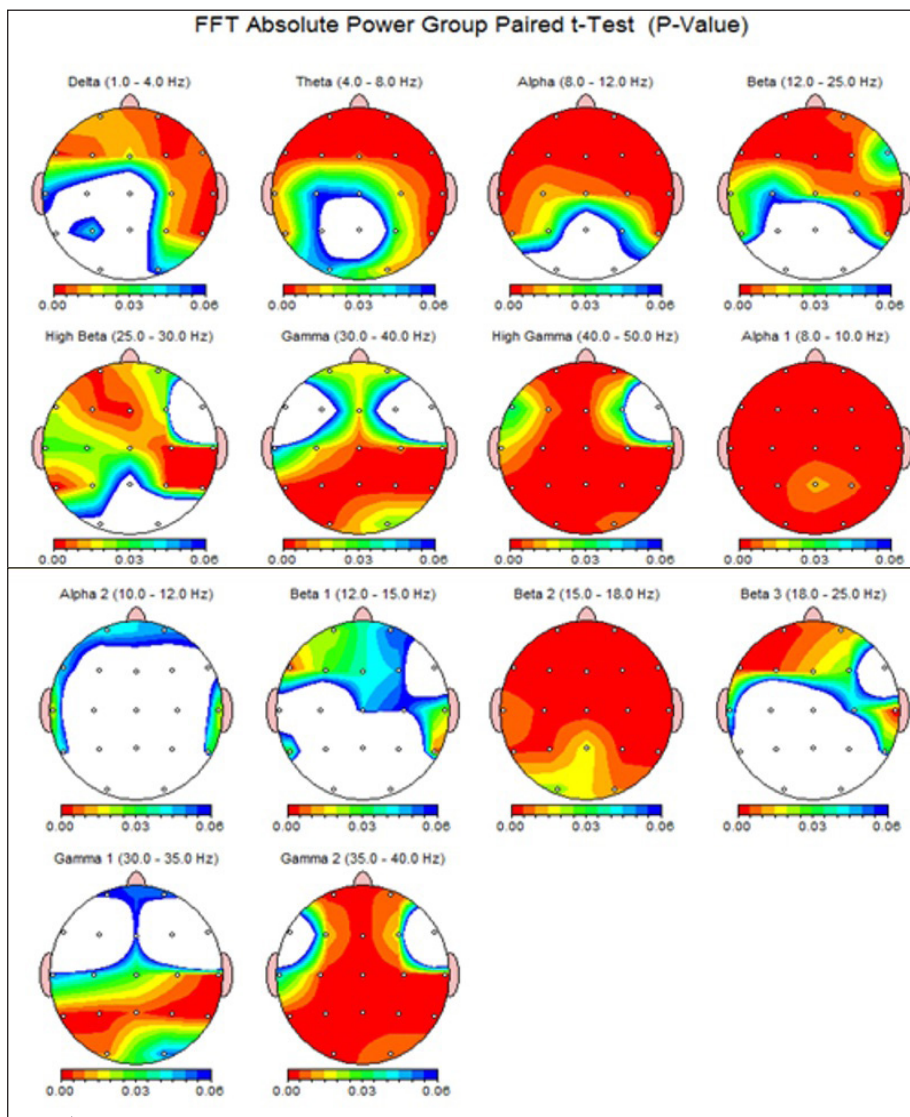 FFT Absolute Power Group Paired t-Test (P-Value)
Delta (1.0 - 4.0 Hz) Theta (4.0 - 8.0 Hz) Alpha (8.0 - 12.0 Hz) Beta (12.0 - 25.0 Hz)
0.00 0.03 0.06 0.00 0.03 0.06 0.00 0.03 0.06 0.00 0.03 0.06
High Beta (25.0 - 30.0 Hz) Gamma (30.0 - 40.0 Hz) High Gamma (40.0 - 50.0 Hz) Alpha 1 (8.0 - 10.0 Hz)
0.00 0.03 0.06 0.00 0.03 0.06 0.00 0.03 0.06 0.00 0.03 0.06
Alpha 2 (10.0 - 12.0 Hz) Beta 1 (12.0 - 15.0 Hz) Beta 2 (15.0 - 18.0 Hz) Beta 3 (18.0 - 25.0 Hz)
0.00 0.03 0.06 0.00 0.03 0.06 0.00 0.03 0.06 0.00 0.03 0.06
Gamma 1 (30.0 - 35.0 Hz) Gamma 2 (35.0 - 40.0 Hz)
0.00 0.03 0.06 0.00 0.03 0.06